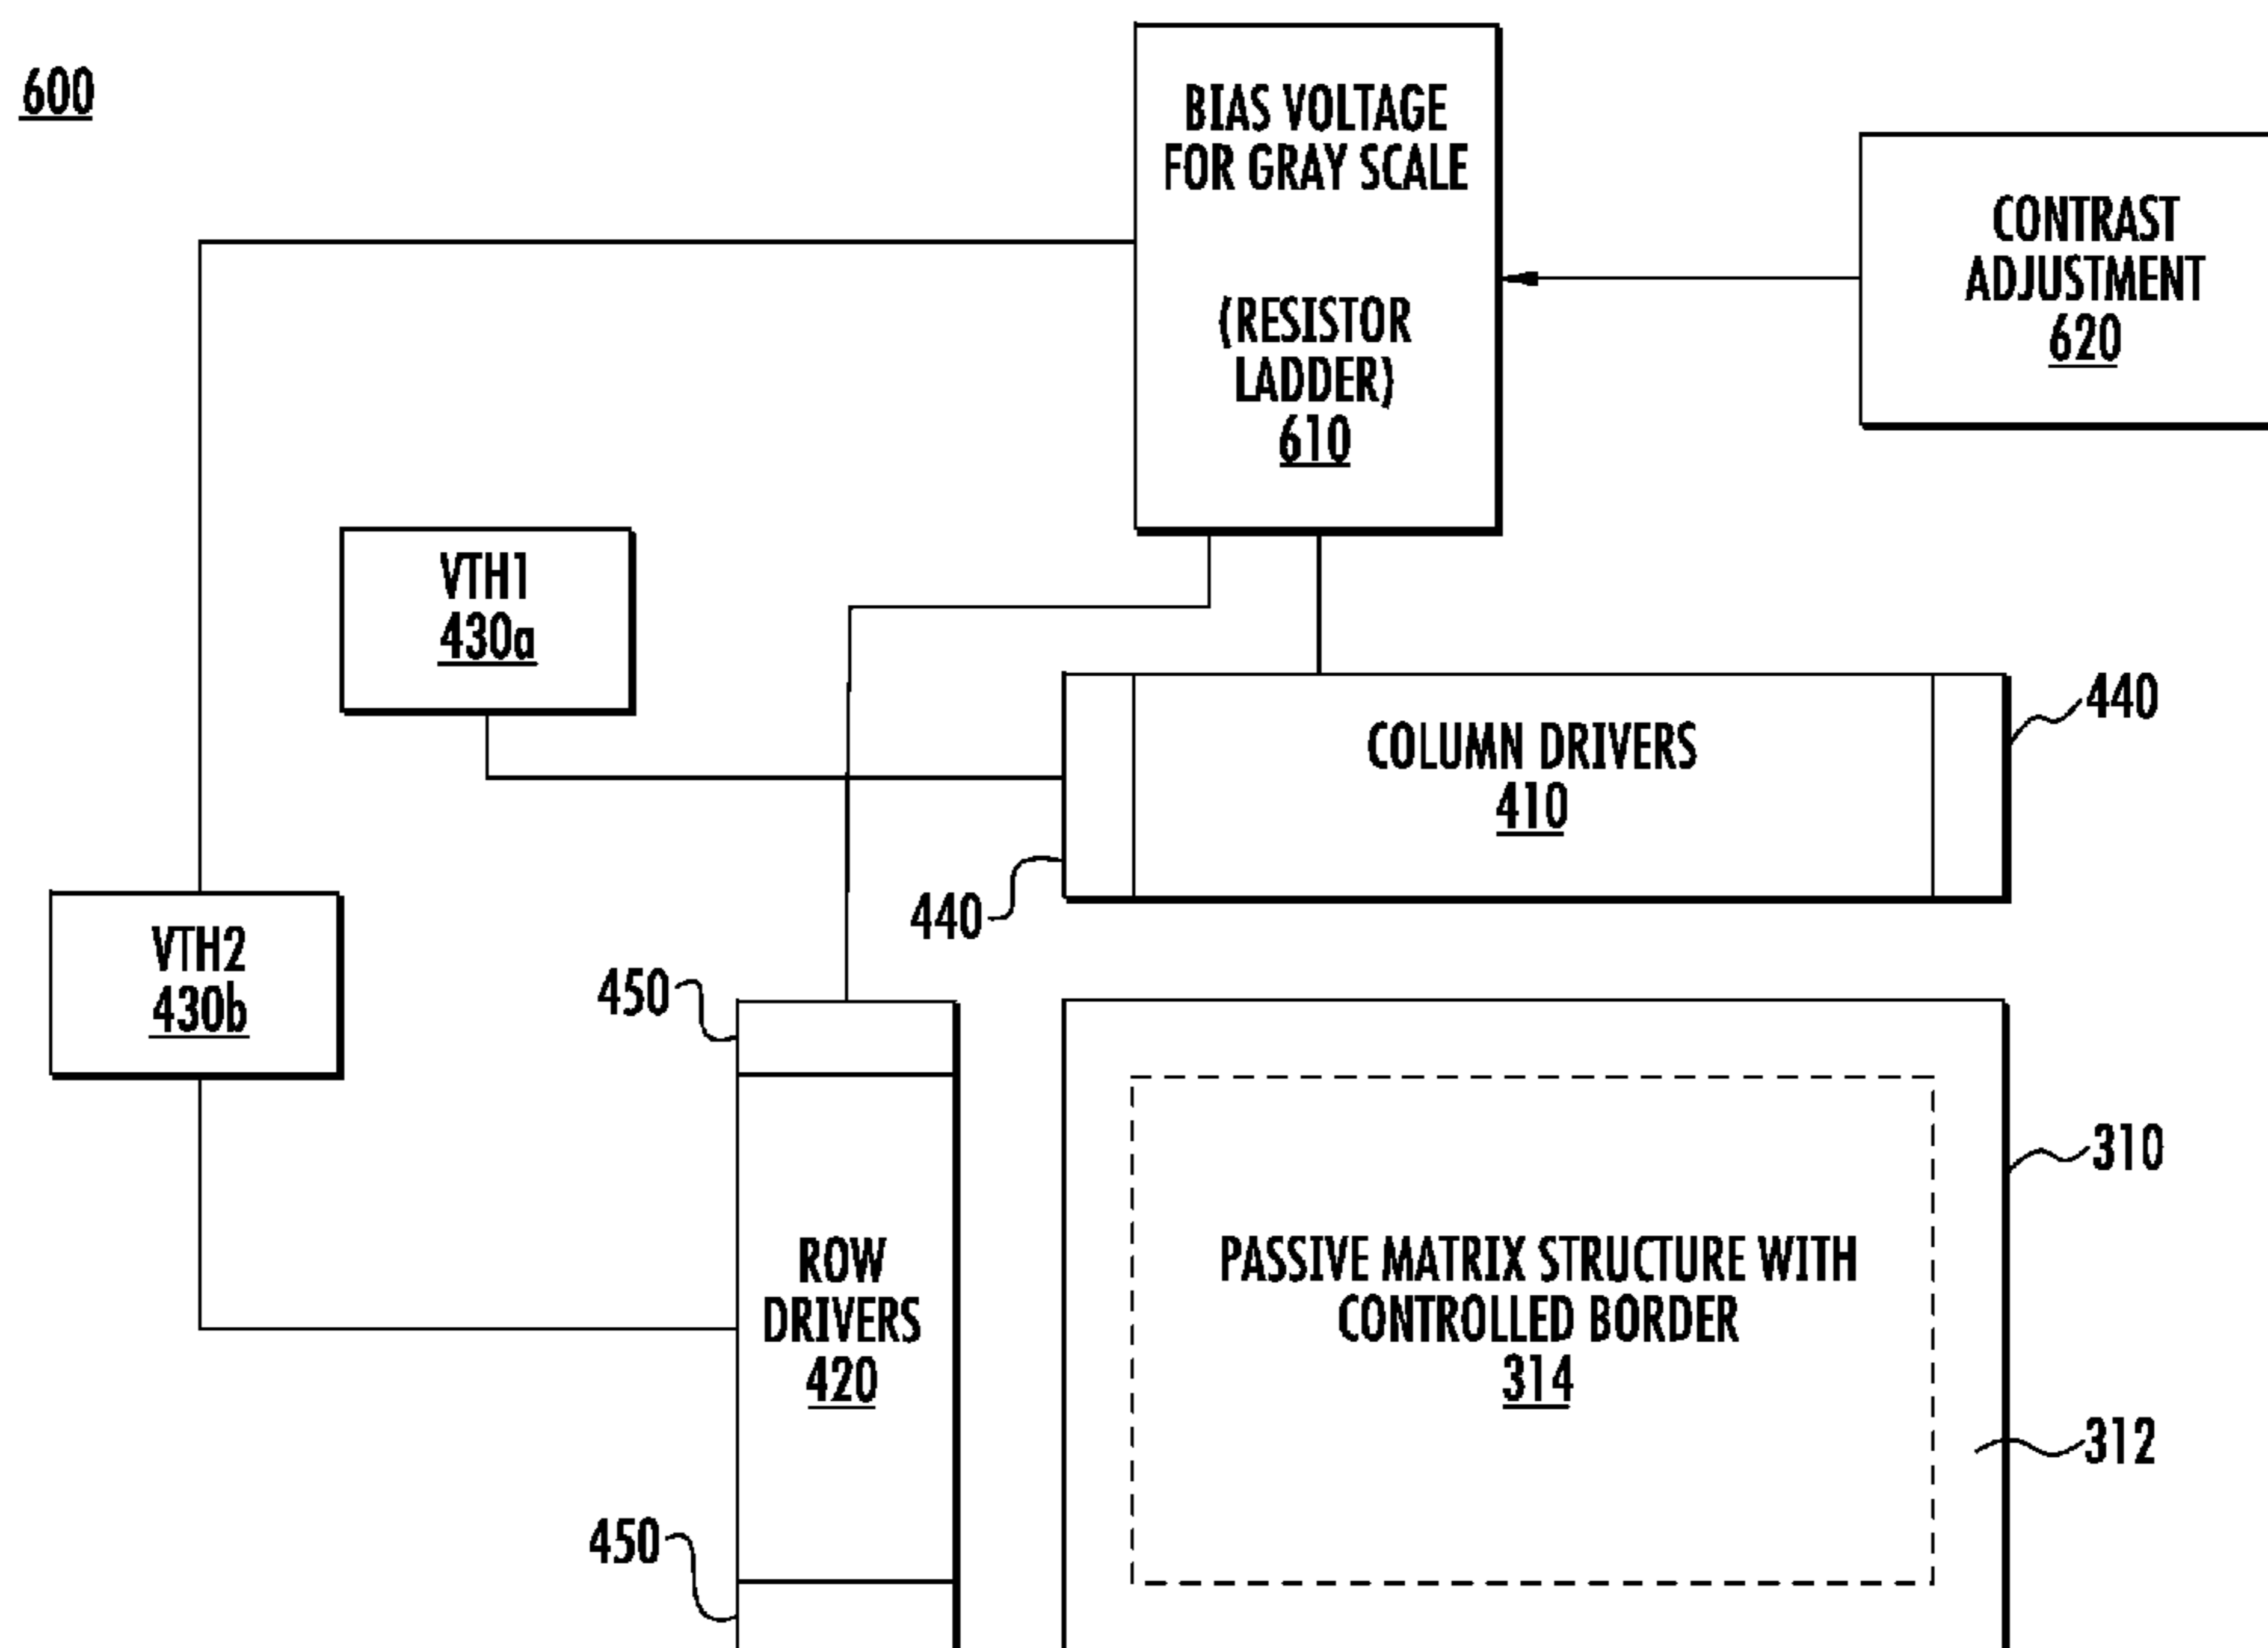 600
BIAS VOLTAGE
FOR GRAY SCALE
(RESISTOR
LADDER)
610
CONTRAST
ADJUSTMENT
620
VTH1
430a
440
COLUMN DRIVERS
410
440
VTH2
430b
450
310
ROW
DRIVERS
420
PASSIVE MATRIX STRUCTURE WITH
CONTROLLED BORDER
314
312
450